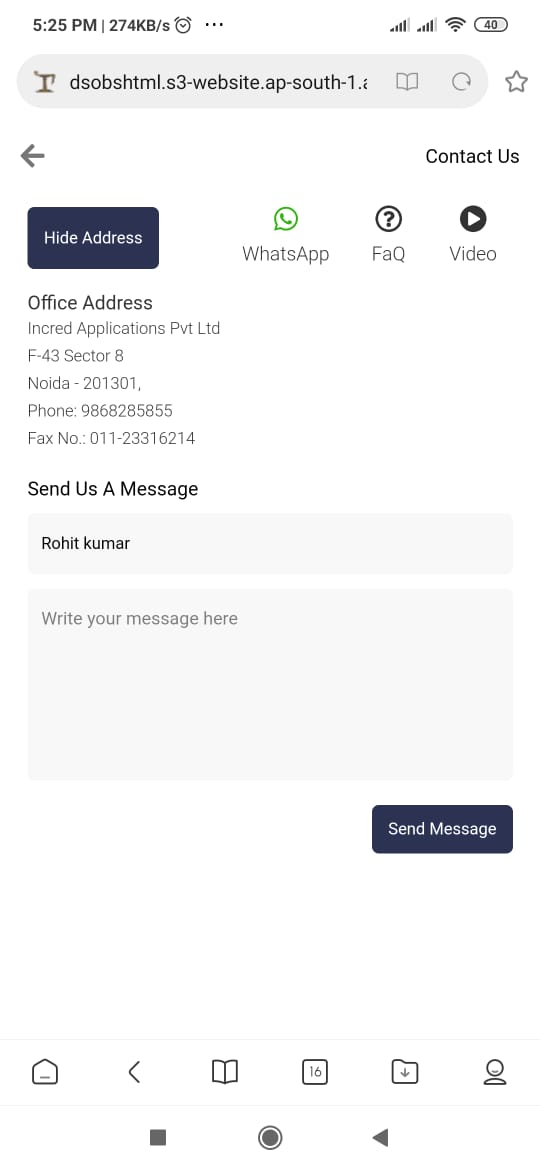 5:25 PM | 274KB/s ... 40
dsobshtml.s3-website.ap-south-1.
Contact Us
Hide Address
WhatsApp FaQ Video
Office Address
Incred Applications Pvt Ltd
F-43 Sector 8
Noida - 201301,
Phone: 9868285855
Fax No.: 011-23316214
Send Us A Message
Rohit kumar
Write your message here
Send Message
16